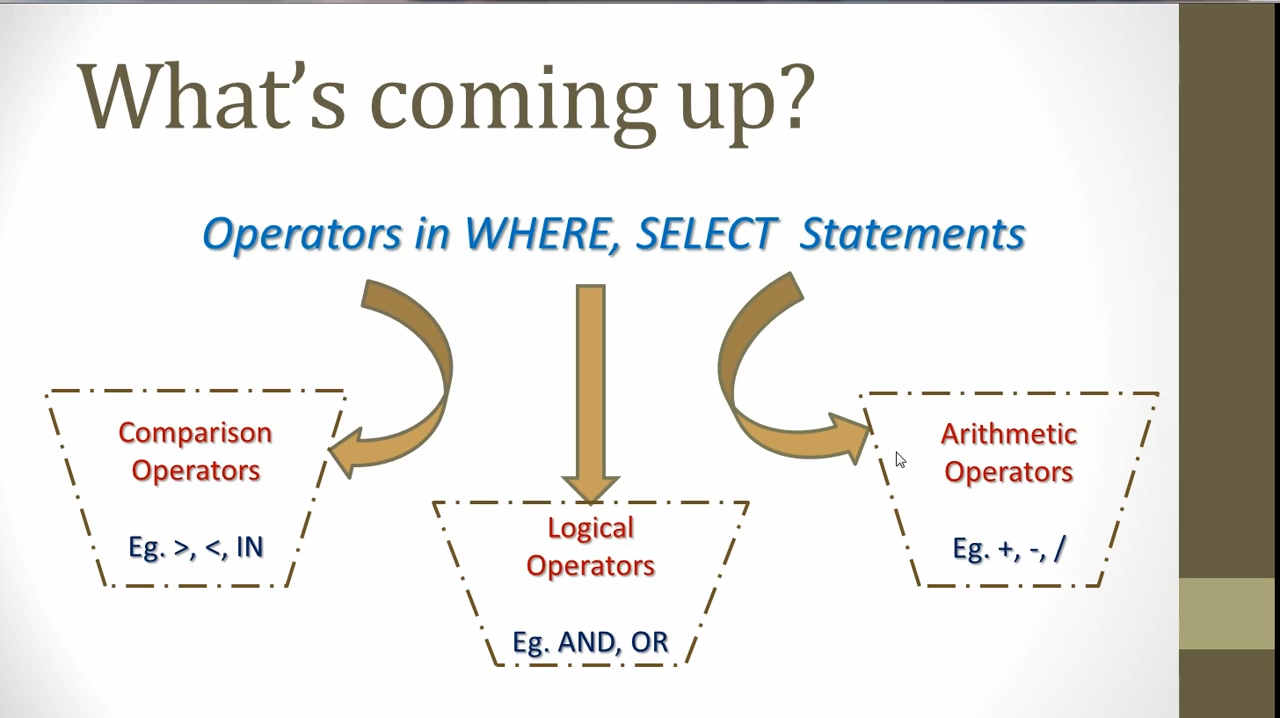 What's coming up?
Operators in WHERE, SELECT Statements
Comparison
Operators
Eg. >, <, IN
Logical
Operators
Eg. AND, OR
Arithmetic
Operators
Eg. +, -, /